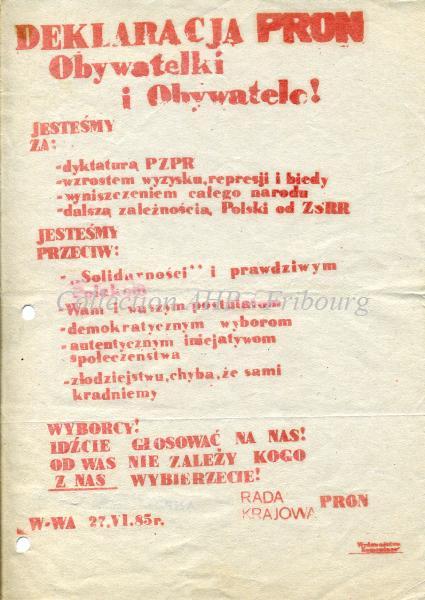 DEKLARACJA PRON
Obywatelki
i Obywatele!
JESTEŚMY
ZA:
-dyktaturą PZPR
-wzrostem wyzysku, represji i biedy
-wyniszczeniem całego narodu
-dalszą zależnością Polski od ZSRR
JESTEŚMY
PRZECIW:
-„Solidarności" i prawdziwym
Polakom
Collection AHP - Fribourg
-Wam i waszym postulatom
-demokratycznym wyborom
-autentycznym inicjatywom
społeczeństwa
-złodziejstwu, chyba, że sami
kradniemy
WYBORCY!
IDŹCIE GŁOSOWAĆ NA NAS!
OD WAS NIE ZALEŻY KOGO
Z NAS WYBIERZECIE!
RADA
KRAJOWA PRON
W-WA 27.VI.85r.